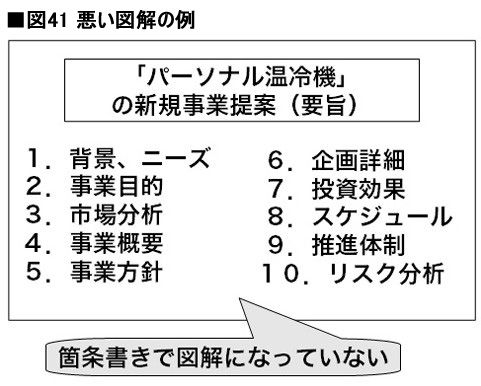 ■図41 悪い図解の例
「パーソナル温冷機」
の新規事業提案（要旨）
１．背景、ニーズ
２．事業目的
３．市場分析
４．事業概要
５．事業方針
６．企画詳細
７．投資効果
８．スケジュール
９．推進体制
１０．リスク分析
箇条書きで図解になっていない